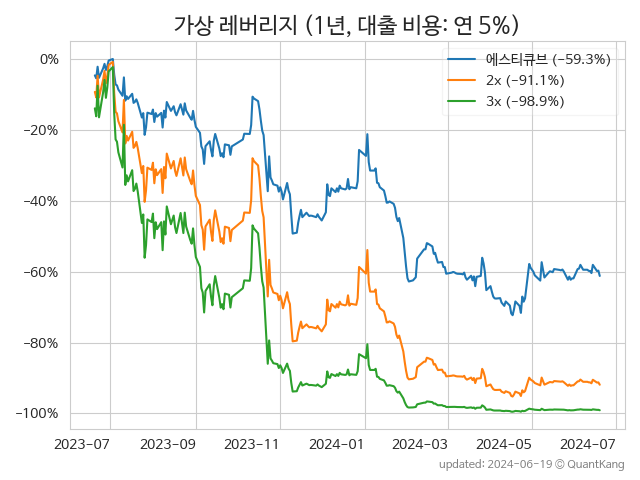 가상 레버리지 (1년, 대출 비용: 연 5%)
에스티큐브 (−59.3%)
2x (−91.1%)
3x (−98.9%)
0%
−20%
−40%
−60%
−80%
−100%
2023-07 2023-09 2023-11 2024-01 2024-03 2024-05 2024-07
updated: 2024-06-19 © QuantKang